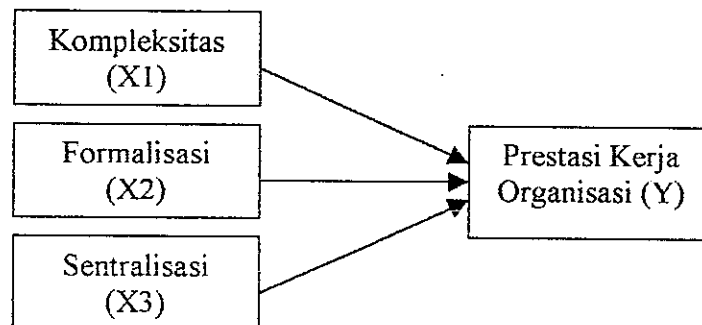 Kompleksitas
(X1)
Formalisasi
(X2)
Sentralisasi
(X3)
Prestasi Kerja
Organisasi (Y)